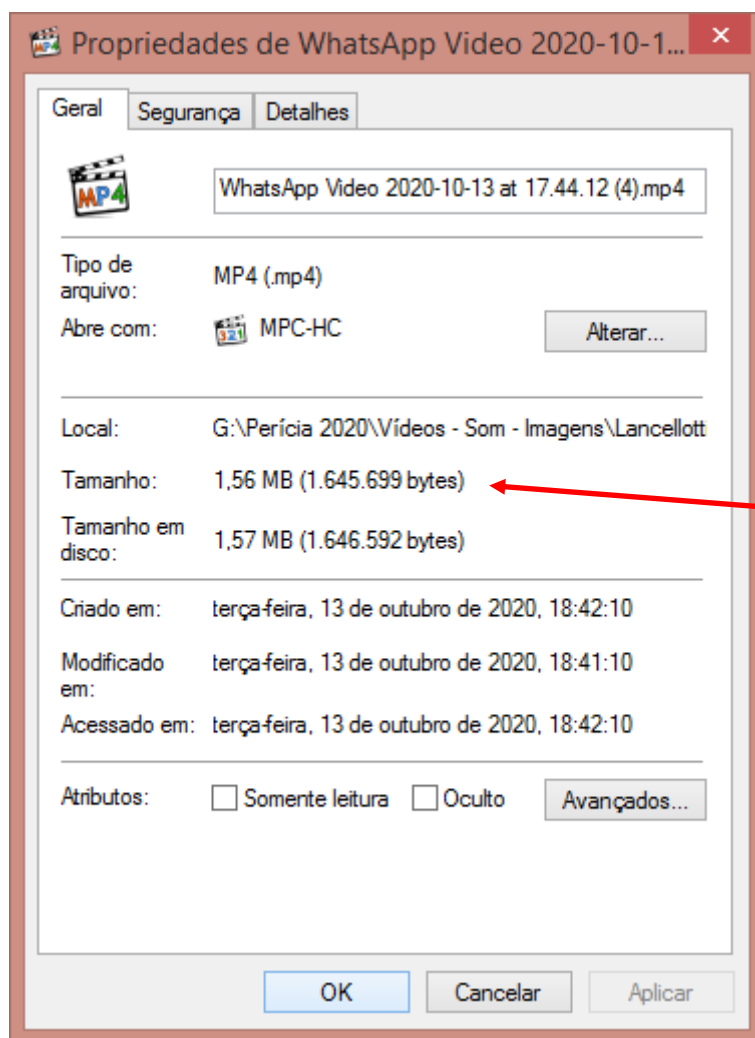 Propriedades de WhatsApp Video 2020-10-1...
Geral Segurança Detalhes
MP4
WhatsApp Video 2020-10-13 at 17.44.12 (4).mp4
Tipo de
arquivo:
MP4 (.mp4)
Abre com:
321
MPC-HC
Alterar...
Local:
G:\Perícia 2020\Vídeos - Som - Imagens\Lancellotti
Tamanho:
1,56 MB (1.645.699 bytes)
Tamanho em
disco:
1,57 MB (1.646.592 bytes)
Criado em:
terça-feira, 13 de outubro de 2020, 18:42:10
Modificado
em:
terça-feira, 13 de outubro de 2020, 18:41:10
Acessado em:
terça-feira, 13 de outubro de 2020, 18:42:10
Atributos:
Somente leitura
Oculto
Avançados...
OK
Cancelar
Aplicar